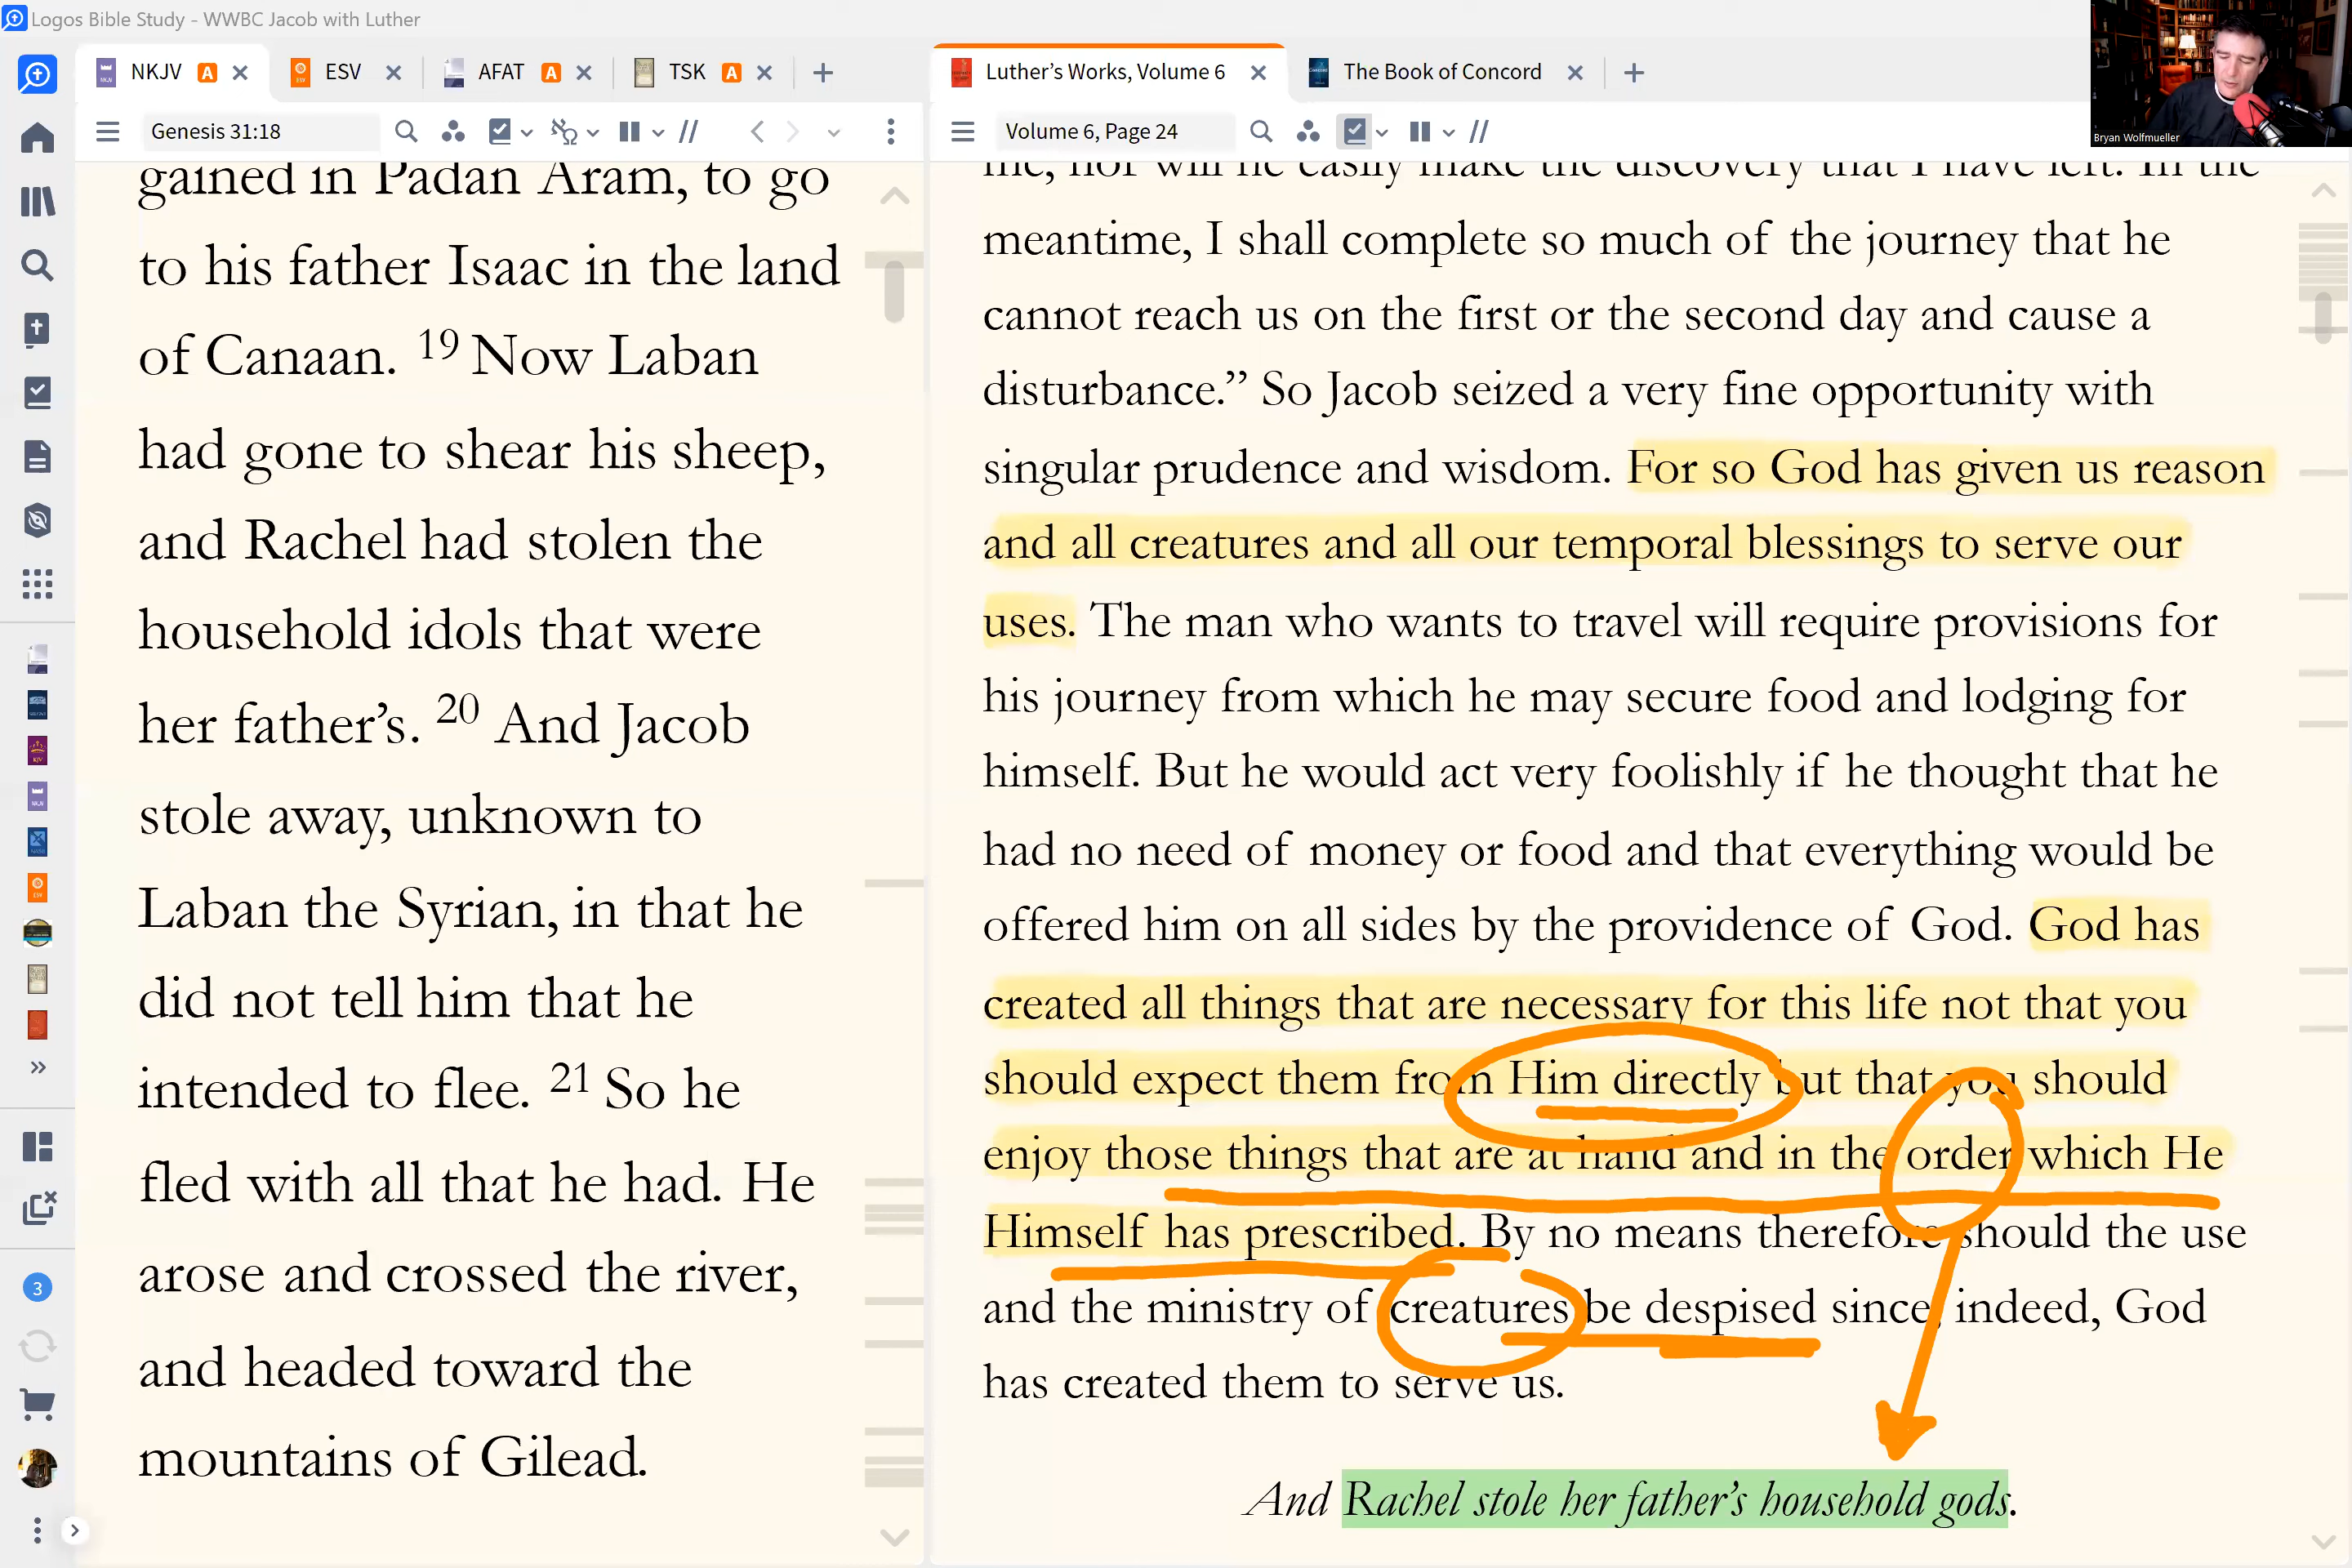 Logos Bible Study - WWBC Jacob with Luther
NKJV A
ESV
AFAT A
TSK A
Luther's Works, Volume 6
The Book of Concord
Genesis 31:18
Volume 6, Page 24
Bryan Wolfmueller
gained in Padan Aram, to go
to his father Isaac in the land
of Canaan. 19 Now Laban
had gone to shear his sheep,
and Rachel had stolen the
household idols that were
her father's. 20 And Jacob
stole away, unknown to
Laban the Syrian, in that he
did not tell him that he
intended to flee. 21 So he
fled with all that he had. He
arose and crossed the river,
and headed toward the
mountains of Gilead.
me, nor will he easily make the discovery that I have left. In the
meantime, I shall complete so much of the journey that he
cannot reach us on the first or the second day and cause a
disturbance.” So Jacob seized a very fine opportunity with
singular prudence and wisdom. For so God has given us reason
and all creatures and all our temporal blessings to serve our
uses. The man who wants to travel will require provisions for
his journey from which he may secure food and lodging for
himself. But he would act very foolishly if he thought that he
had no need of money or food and that everything would be
offered him on all sides by the providence of God. God has
created all things that are necessary for this life not that you
should expect them from Him directly but that you should
enjoy those things that are at hand and in the order which He
Himself has prescribed. By no means therefore should the use
and the ministry of creatures be despised since, indeed, God
has created them to serve us.
And Rachel stole her father's household gods.
3